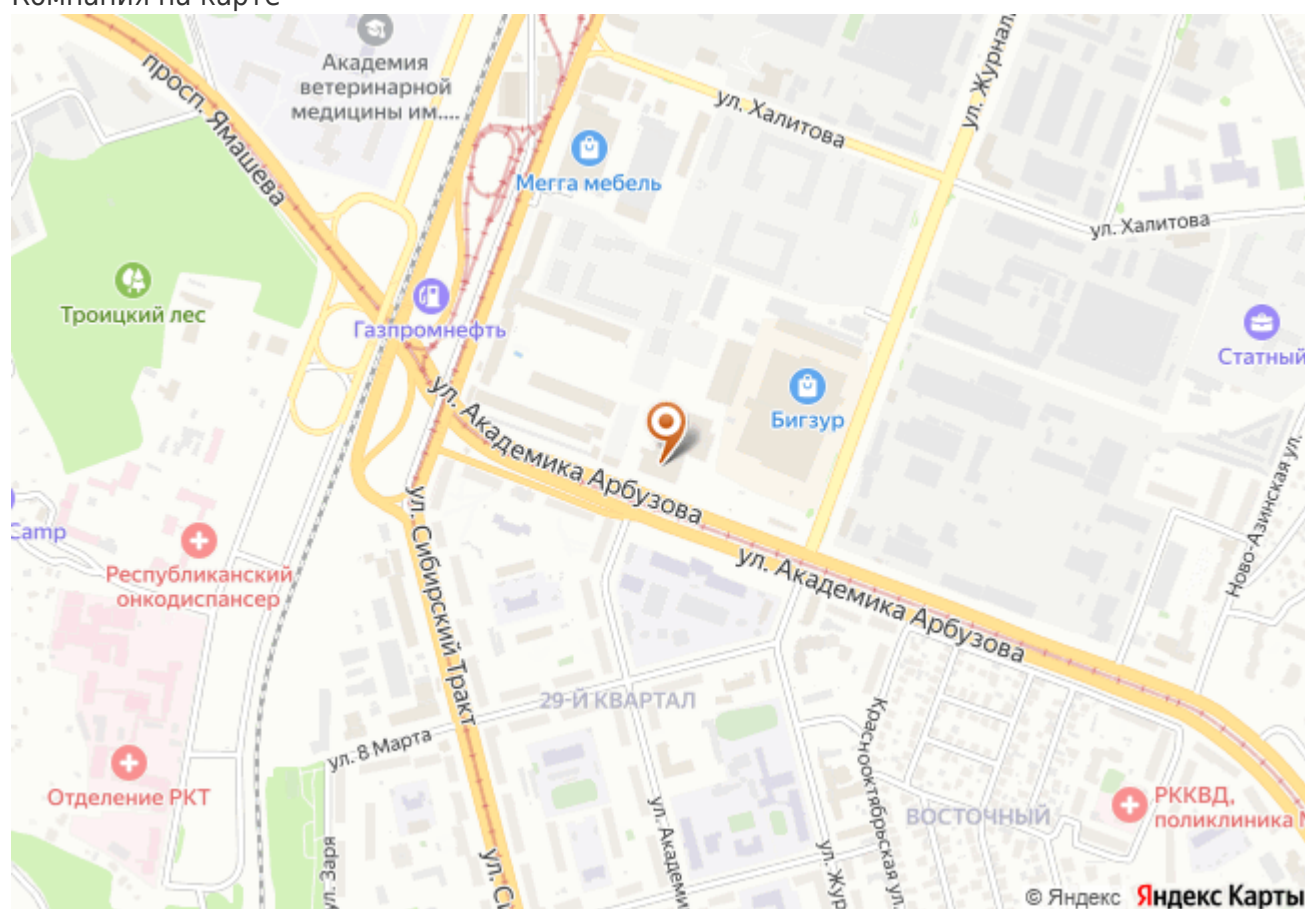 Компания на карте
Академия
ветеринарной
медицины им....
просп. Ямашева
ул. Халитова
ул. Журнал
Мегга мебель
ул. Халитова
Троицкий лес
Газпромнефть
Статный
Бигзур
ул. Академика Арбузова
Camp
Республиканский
онкодиспансер
ул. Сибирский Тракт
ул. Академика Арбузова
Ново-Азинская ул.
29-Й КВАРТАЛ
ул. 8 Марта
Краснооктябрьская ул.
Отделение РКТ
ВОСТОЧНЫЙ
РККВД,
поликлиника №
ул. Заря
ул. Си
ул. Академи
ул. Жур
© Яндекс Яндекс Карты